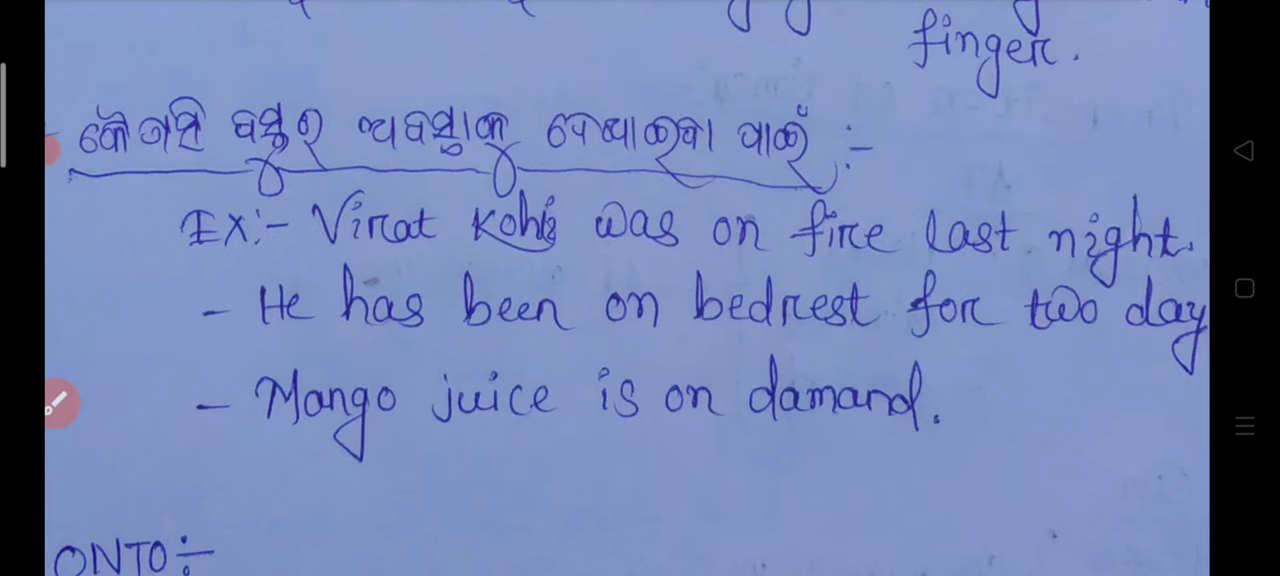 finger.
କୌଣସି ବସ୍ତୁର ଅବସ୍ଥାକୁ ଦେଖାଇବା ପାଇଁ :-
Ex:- Virat Kohli was on fire last night.
- He has been on bedrest for two day
- Mango juice is on damand.
ONTO :-